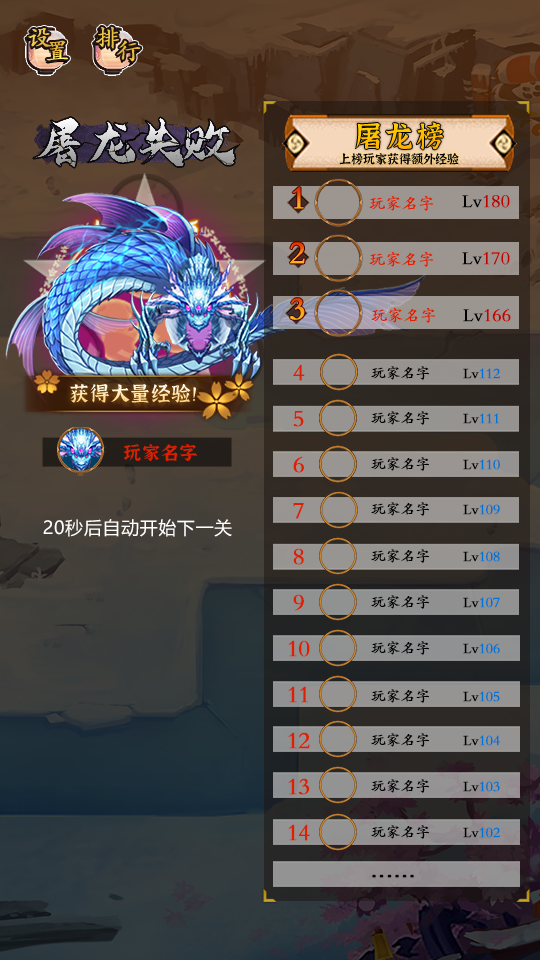 设置
排行
屠龙失败
获得大量经验!
玩家名字
20秒后自动开始下一关
屠龙榜
上榜玩家获得额外经验
1 玩家名字 Lv180
2 玩家名字 Lv170
3 玩家名字 Lv166
4 玩家名字 Lv112
5 玩家名字 Lv111
6 玩家名字 Lv110
7 玩家名字 Lv109
8 玩家名字 Lv108
9 玩家名字 Lv107
10 玩家名字 Lv106
11 玩家名字 Lv105
12 玩家名字 Lv104
13 玩家名字 Lv103
14 玩家名字 Lv102
······